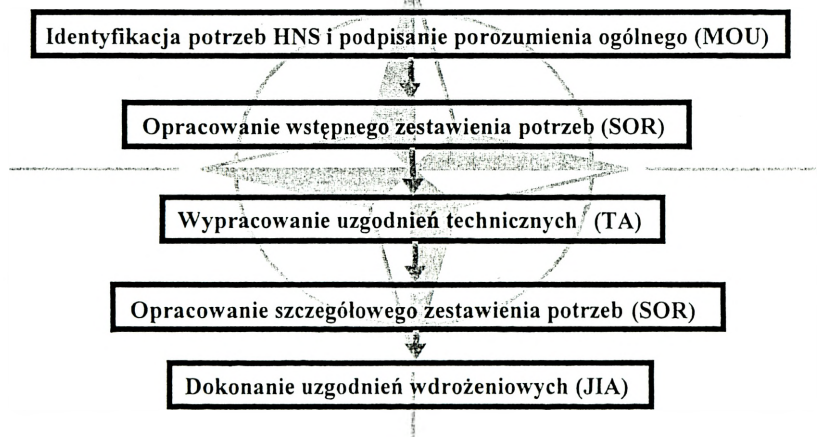 Identyfikacja potrzeb HNS i podpisanie porozumienia ogólnego (MOU)
Opracowanie wstępnego zestawienia potrzeb (SOR)
Wypracowanie uzgodnień technicznych (TA)
Opracowanie szczegółowego zestawienia potrzeb (SOR)
Dokonanie uzgodnień wdrożeniowych (JIA)